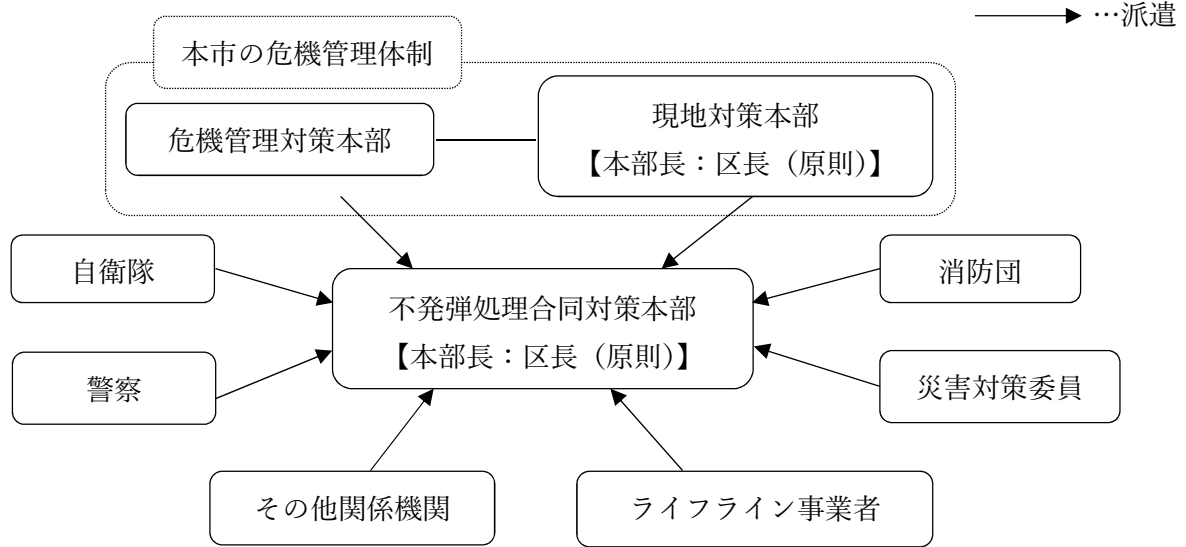 …派遣
本市の危機管理体制
危機管理対策本部
現地対策本部
【本部長：区長（原則）】
自衛隊
消防団
不発弾処理合同対策本部
【本部長：区長（原則）】
警察
災害対策委員
その他関係機関
ライフライン事業者